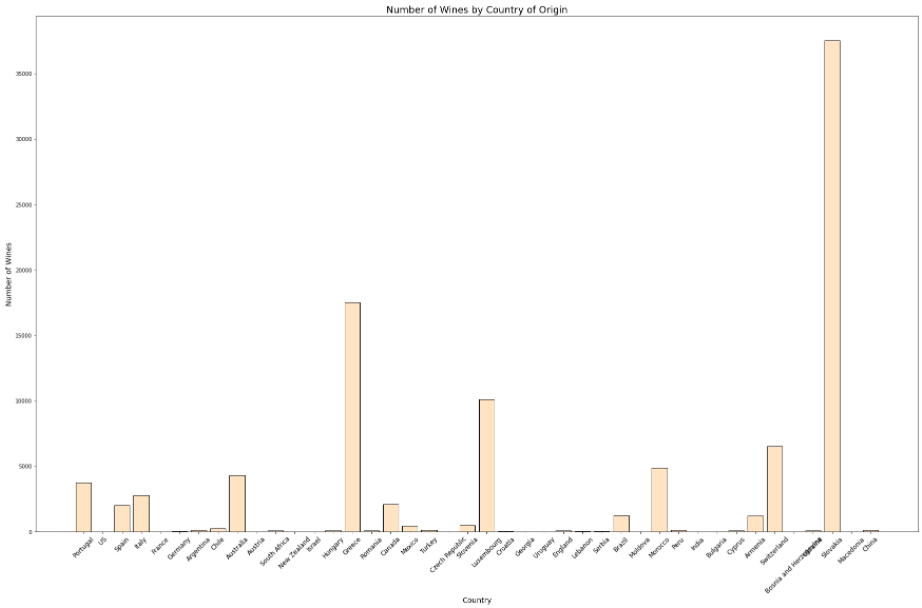 Number of Wines by Country of Origin
Number of Wines
35000
30000
25000
20000
15000
10000
5000
0
Portugal
US
Spain
Italy
France
Germany
Argentina
Chile
Australia
Austria
South Africa
New Zealand
Israel
Hungary
Greece
Romania
Canada
Mexico
Turkey
Czech Republic
Slovenia
Luxembourg
Croatia
Georgia
Uruguay
England
Lebanon
Serbia
Brazil
Moldova
Morocco
Peru
India
Bulgaria
Cyprus
Armenia
Switzerland
Bosnia and Herzegovina
Slovakia
Macedonia
China
Country